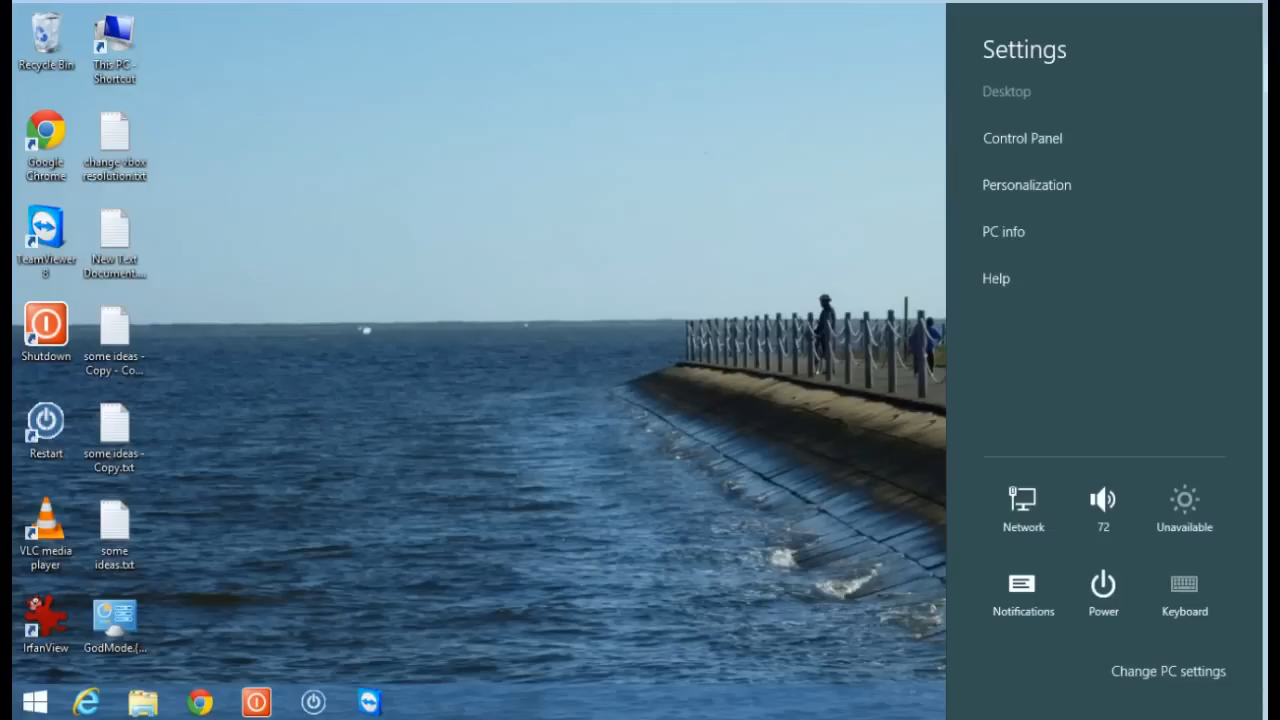 Recycle Bin
This PC -
Shortcut
Google
Chrome
change vbox
resolution.txt
TeamViewer
8
New Text
Document....
Shutdown
some ideas -
Copy - Co...
Restart
some ideas -
Copy.txt
VLC media
player
some
ideas.txt
IrfanView
GodMode.{...
Settings
Desktop
Control Panel
Personalization
PC info
Help
Network
72
Unavailable
Notifications
Power
Keyboard
Change PC settings